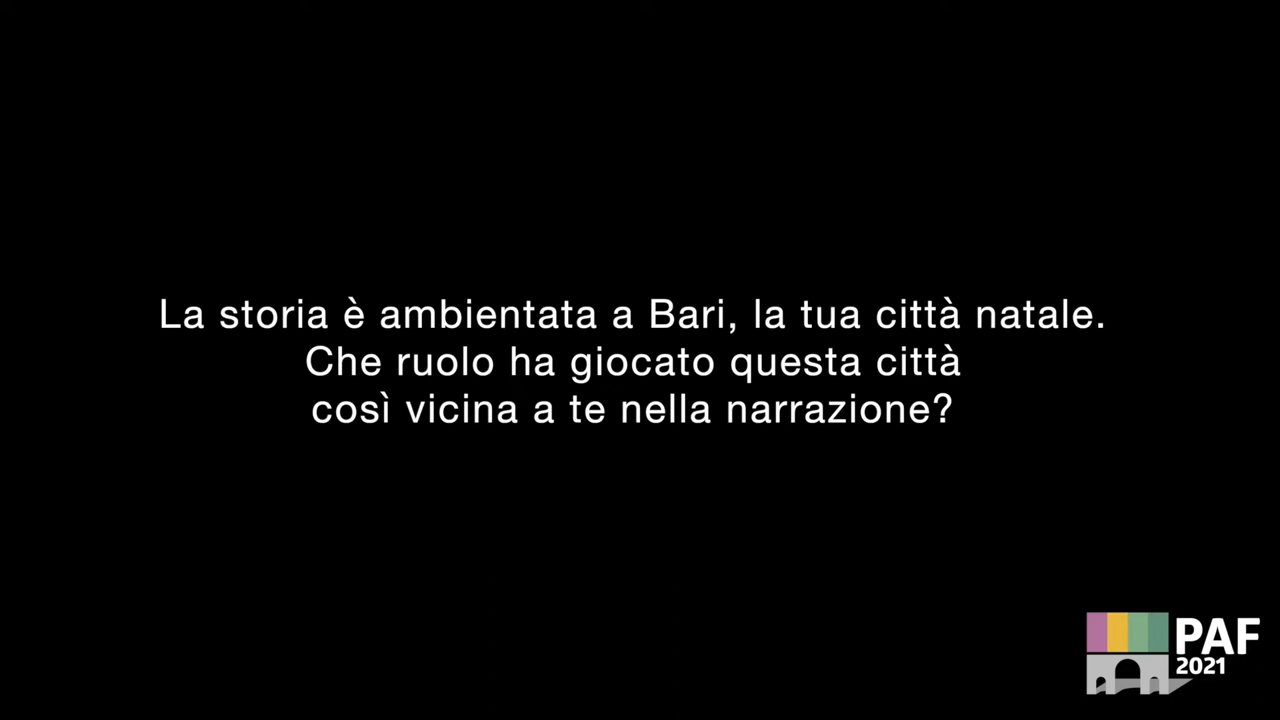 La storia è ambientata a Bari, la tua città natale.
Che ruolo ha giocato questa città
così vicina a te nella narrazione?
PAF
2021